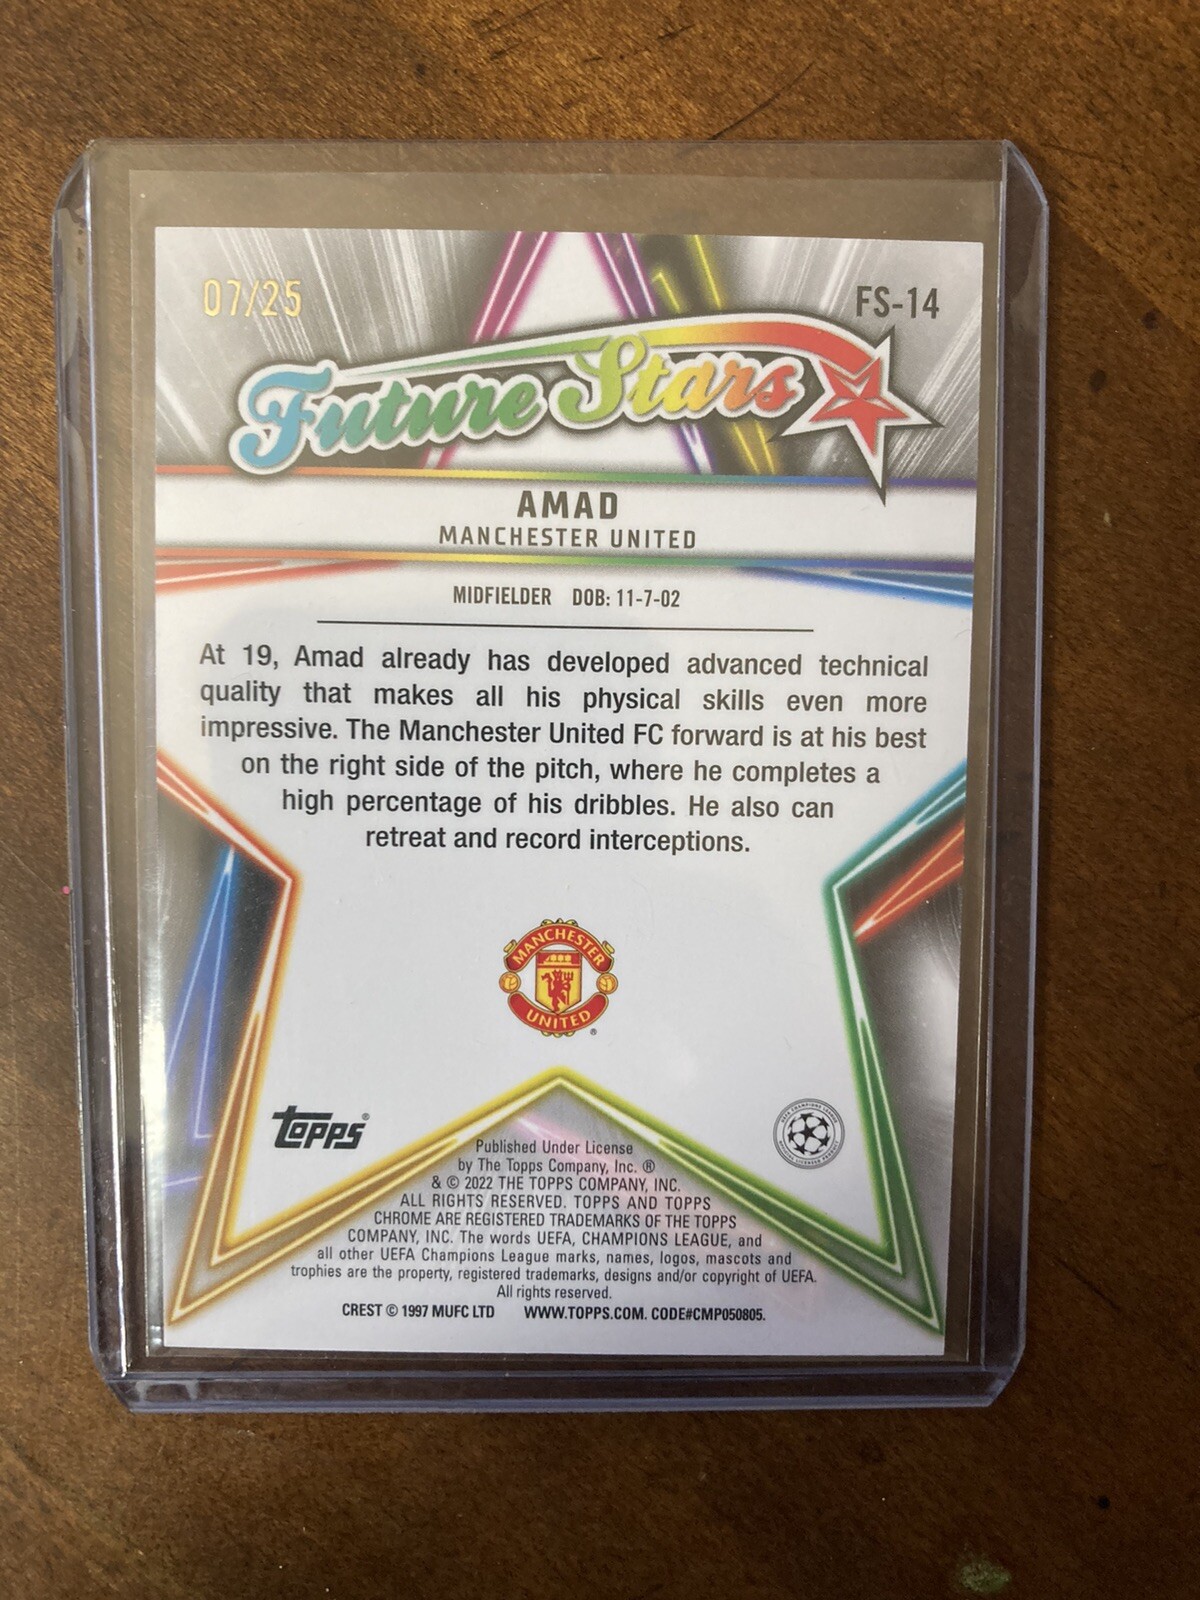 07/25
FS-14
Future Stars
AMAD
MANCHESTER UNITED
MIDFIELDER DOB: 11-7-02
At 19, Amad already has developed advanced technical
quality that makes all his physical skills even more
impressive. The Manchester United FC forward is at his best
on the right side of the pitch, where he completes a
high percentage of his dribbles. He also can
retreat and record interceptions.
MANCHESTER
UNITED
®
TOPPS®
Published Under License
by The Topps Company, Inc. ®
& © 2022 THE TOPPS COMPANY, INC.
ALL RIGHTS RESERVED. TOPPS AND TOPPS
CHROME ARE REGISTERED TRADEMARKS OF THE TOPPS
COMPANY, INC. The words UEFA, CHAMPIONS LEAGUE, and
all other UEFA Champions League marks, names, logos, mascots and
trophies are the property, registered trademarks, designs and/or copyright of UEFA.
All rights reserved.
CREST © 1997 MUFC LTD WWW.TOPPS.COM. CODE#CMP050805.